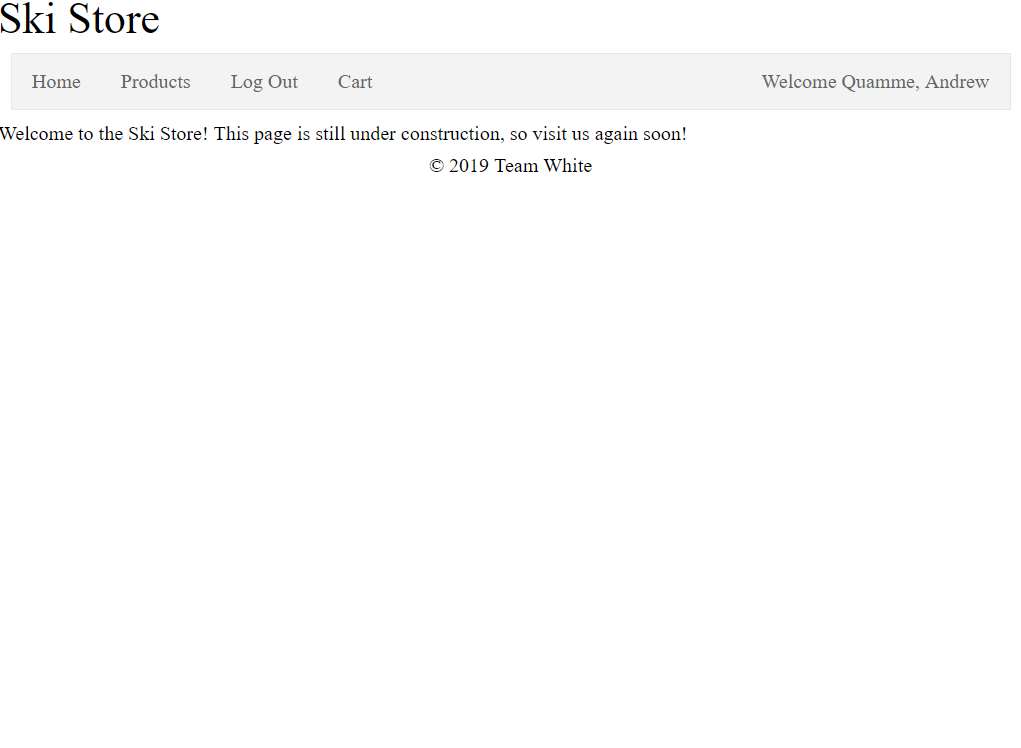 Ski Store
Home Products Log Out Cart Welcome Quamme, Andrew
Welcome to the Ski Store! This page is still under construction, so visit us again soon!
© 2019 Team White